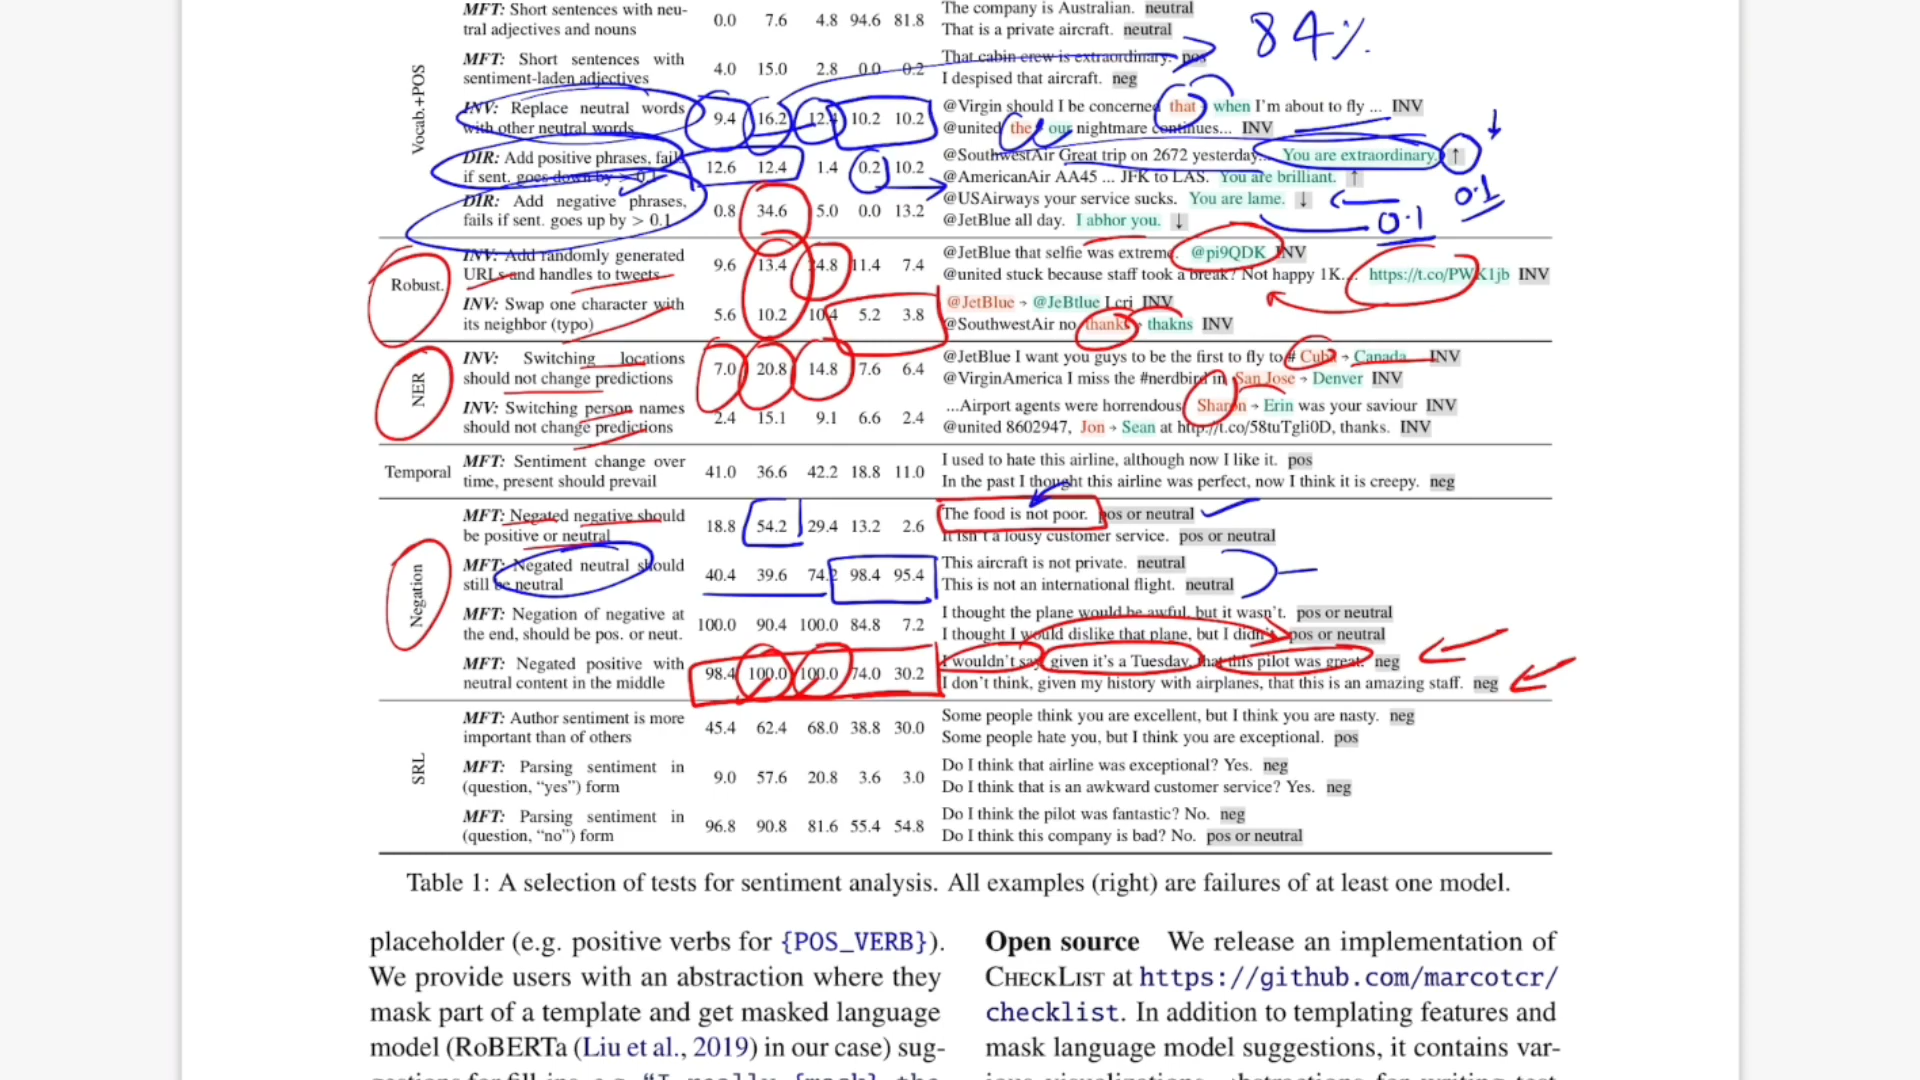 MFT: Short sentences with neu-
tral adjectives and nouns
0.0 7.6 4.8 94.6 81.8
The company is Australian. neutral
That is a private aircraft. neutral
84%
Vocab.+POS
MFT: Short sentences with
sentiment-laden adjectives
4.0 15.0 2.8 0.0 0.2
That cabin crew is extraordinary. pos
I despised that aircraft. neg
INV: Replace neutral words
with other neutral words
9.4 16.2 12.4 10.2 10.2
@Virgin should I be concerned that → when I'm about to fly ... INV
@united the → our nightmare continues... INV
DIR: Add positive phrases, fails
if sent. goes down by > 0.1
12.6 12.4 1.4 0.2 10.2
@SouthwestAir Great trip on 2672 yesterday... You are extraordinary. ↑
@AmericanAir AA45 ... JFK to LAS. You are brilliant. ↑
0.1
DIR: Add negative phrases,
fails if sent. goes up by > 0.1
0.8 34.6 5.0 0.0 13.2
@USAirways your service sucks. You are lame. ↓
@JetBlue all day. I abhor you. ↓
0.1
Robust.
INV: Add randomly generated
URLs and handles to tweets
9.6 13.4 24.8 11.4 7.4
@JetBlue that selfie was extreme. @pi9QDK INV
@united stuck because staff took a break? Not happy 1K.... https://t.co/PWK1jb INV
INV: Swap one character with
its neighbor (typo)
5.6 10.2 10.4 5.2 3.8
@JetBlue → @JeBtlue I cri INV
@SouthwestAir no thanks → thakns INV
NER
INV: Switching locations
should not change predictions
7.0 20.8 14.8 7.6 6.4
@JetBlue I want you guys to be the first to fly to # Cuba → Canada... INV
@VirginAmerica I miss the #nerdbird in San Jose → Denver INV
INV: Switching person names
should not change predictions
2.4 15.1 9.1 6.6 2.4
...Airport agents were horrendous. Sharon → Erin was your saviour INV
@united 8602947, Jon → Sean at http://t.co/58tuTgli0D, thanks. INV
Temporal
MFT: Sentiment change over
time, present should prevail
41.0 36.6 42.2 18.8 11.0
I used to hate this airline, although now I like it. pos
In the past I thought this airline was perfect, now I think it is creepy. neg
Negation
MFT: Negated negative should
be positive or neutral
18.8 54.2 29.4 13.2 2.6
The food is not poor. pos or neutral
It isn't a lousy customer service. pos or neutral
MFT: Negated neutral should
still be neutral
40.4 39.6 74.2 98.4 95.4
This aircraft is not private. neutral
This is not an international flight. neutral
MFT: Negation of negative at
the end, should be pos. or neut.
100.0 90.4 100.0 84.8 7.2
I thought the plane would be awful, but it wasn't. pos or neutral
I thought I would dislike that plane, but I didn't. pos or neutral
MFT: Negated positive with
neutral content in the middle
98.4 100.0 100.0 74.0 30.2
I wouldn't say, given it's a Tuesday, that this pilot was great. neg
I don't think, given my history with airplanes, that this is an amazing staff. neg
SRL
MFT: Author sentiment is more
important than of others
45.4 62.4 68.0 38.8 30.0
Some people think you are excellent, but I think you are nasty. neg
Some people hate you, but I think you are exceptional. pos
MFT: Parsing sentiment in
(question, "yes") form
9.0 57.6 20.8 3.6 3.0
Do I think that airline was exceptional? Yes. neg
Do I think that is an awkward customer service? Yes. neg
MFT: Parsing sentiment in
(question, "no") form
96.8 90.8 81.6 55.4 54.8
Do I think the pilot was fantastic? No. neg
Do I think this company is bad? No. pos or neutral
Table 1: A selection of tests for sentiment analysis. All examples (right) are failures of at least one model.
placeholder (e.g. positive verbs for {POS_VERB}).
We provide users with an abstraction where they
mask part of a template and get masked language
model (RoBERTa (Liu et al., 2019) in our case) sug-
Open source We release an implementation of
CHECKLIST at https://github.com/marcotcr/
checklist. In addition to templating features and
mask language model suggestions, it contains var-